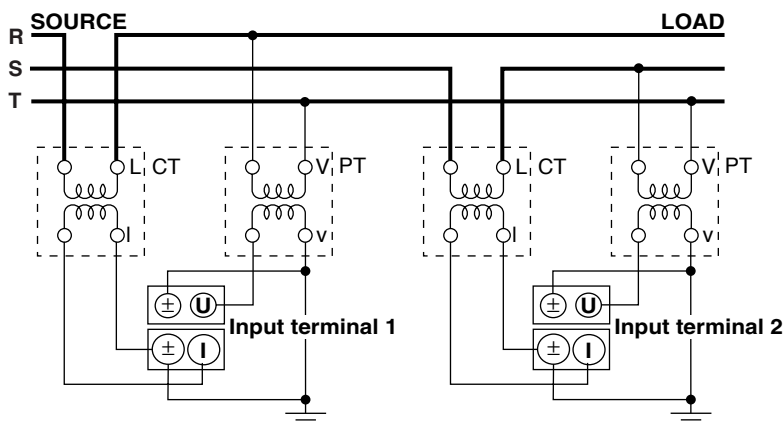 SOURCE LOAD
R
S
T
L CT V PT L CT V PT
l v l v
± U ± U
Input terminal 1 Input terminal 2
± I ± I